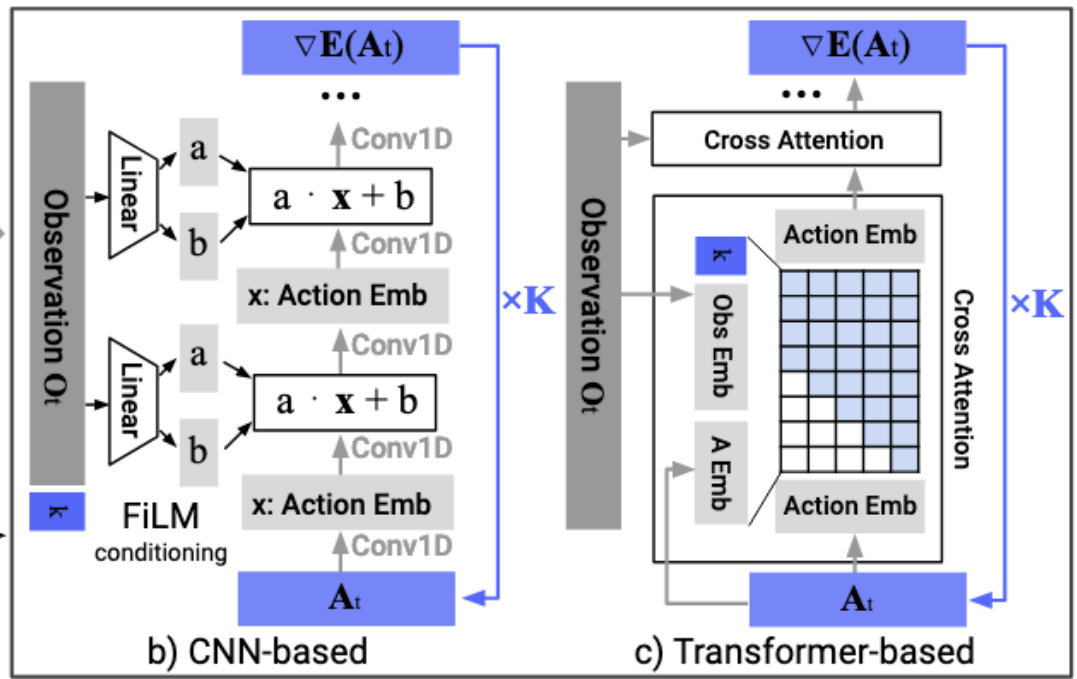 ∇E(At)
...
Conv1D
Observation Ot
Linear
a
b
a · x + b
Conv1D
x: Action Emb
Conv1D
Linear
a
b
a · x + b
Conv1D
x: Action Emb
k
FiLM
conditioning
Conv1D
At
×K
b) CNN-based
∇E(At)
...
Cross Attention
Observation Ot
Action Emb
k
Obs Emb
A Emb
Cross Attention
Action Emb
At
×K
c) Transformer-based